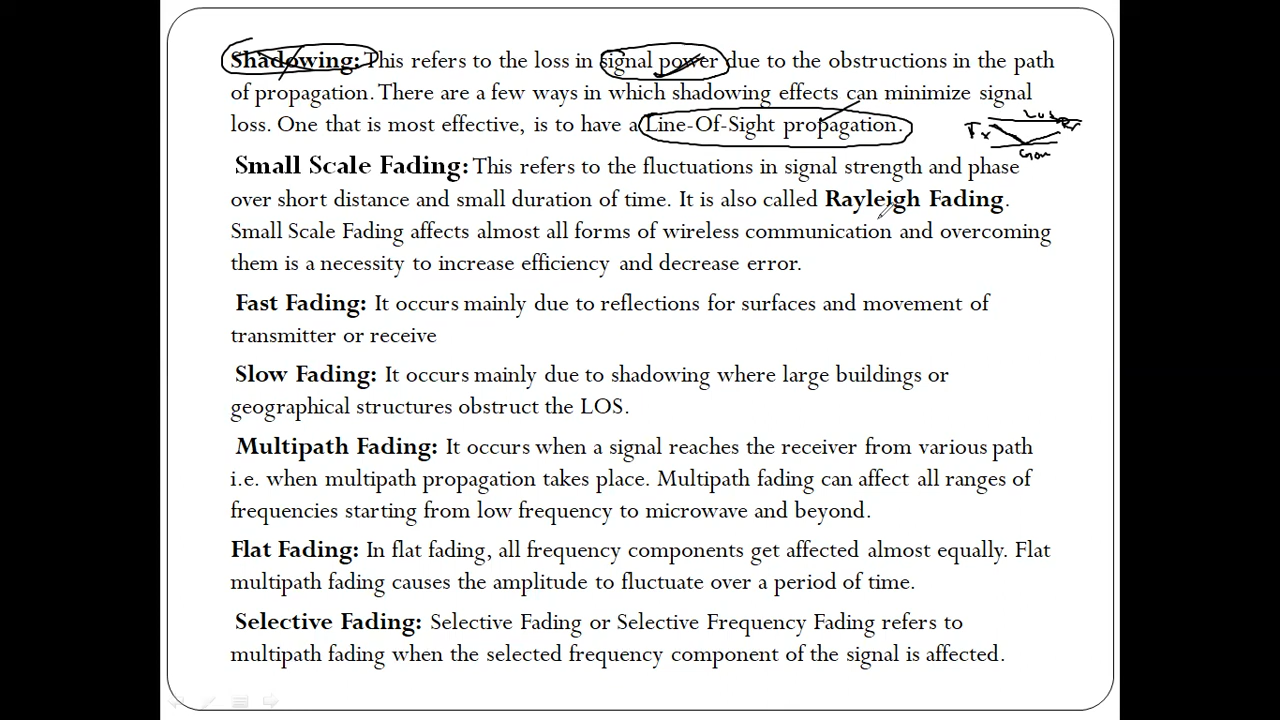 Shadowing: This refers to the loss in signal power due to the obstructions in the path
of propagation. There are a few ways in which shadowing effects can minimize signal
loss. One that is most effective, is to have a Line-Of-Sight propagation.
Tx
Small Scale Fading: This refers to the fluctuations in signal strength and phase
over short distance and small duration of time. It is also called Rayleigh Fading.
Small Scale Fading affects almost all forms of wireless communication and overcoming
them is a necessity to increase efficiency and decrease error.
Fast Fading: It occurs mainly due to reflections for surfaces and movement of
transmitter or receive
Slow Fading: It occurs mainly due to shadowing where large buildings or
geographical structures obstruct the LOS.
Multipath Fading: It occurs when a signal reaches the receiver from various path
i.e. when multipath propagation takes place. Multipath fading can affect all ranges of
frequencies starting from low frequency to microwave and beyond.
Flat Fading: In flat fading, all frequency components get affected almost equally. Flat
multipath fading causes the amplitude to fluctuate over a period of time.
Selective Fading: Selective Fading or Selective Frequency Fading refers to
multipath fading when the selected frequency component of the signal is affected.